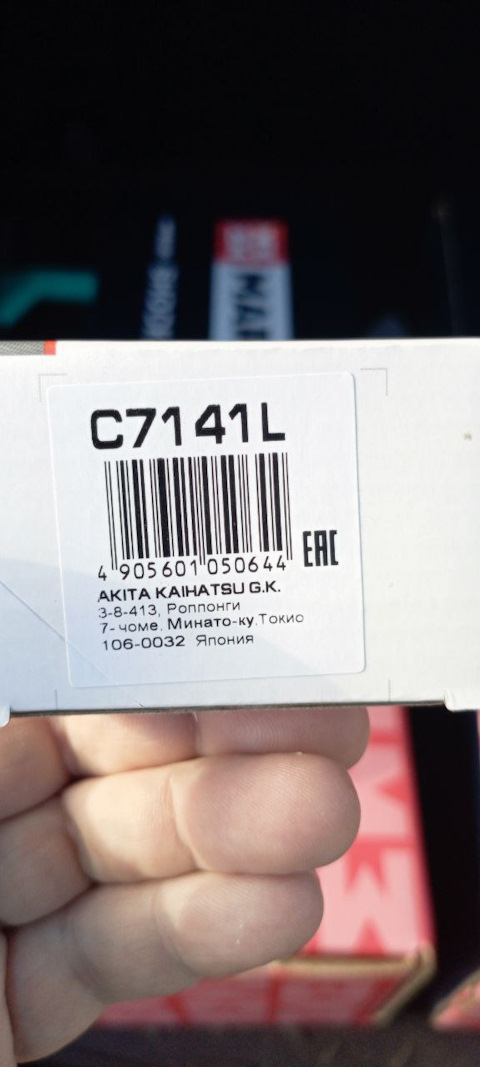 C7141L
4 905601 050644
EAC
AKITA KAIHATSU G.K.
3-8-413, Роппонги
7-чоме, Минато-ку,Токио
106-0032 Япония